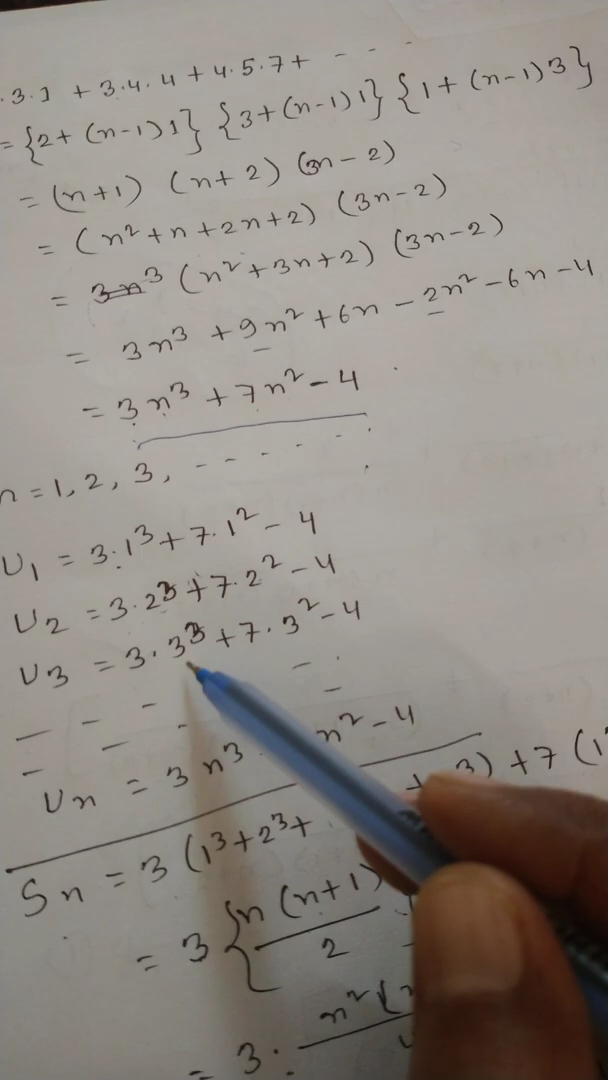 .3.1 + 3.4.4 + 4.5.7 + - - -
= {2 + (n-1)1} {3 + (n-1)1} {1 + (n-1)3}
= (n+1) (n+2) (3n-2)
= (n² + n + 2n + 2) (3n-2)
= (n² + 3n + 2) (3n-2)
= 3n³ + 9n² + 6n - 2n² - 6n - 4
= 3n³ + 7n² - 4
n = 1, 2, 3, - - - - - -
U₁ = 3.1³ + 7.1² - 4
U₂ = 3.2³ + 7.2² - 4
U₃ = 3.3³ + 7.3² - 4
Un = 3n³ n² - 4
Sn = 3 (1³ + 2³ + + 3) + 7 (1
= 3 { n (n+1) / 2
= 3. n² ( /